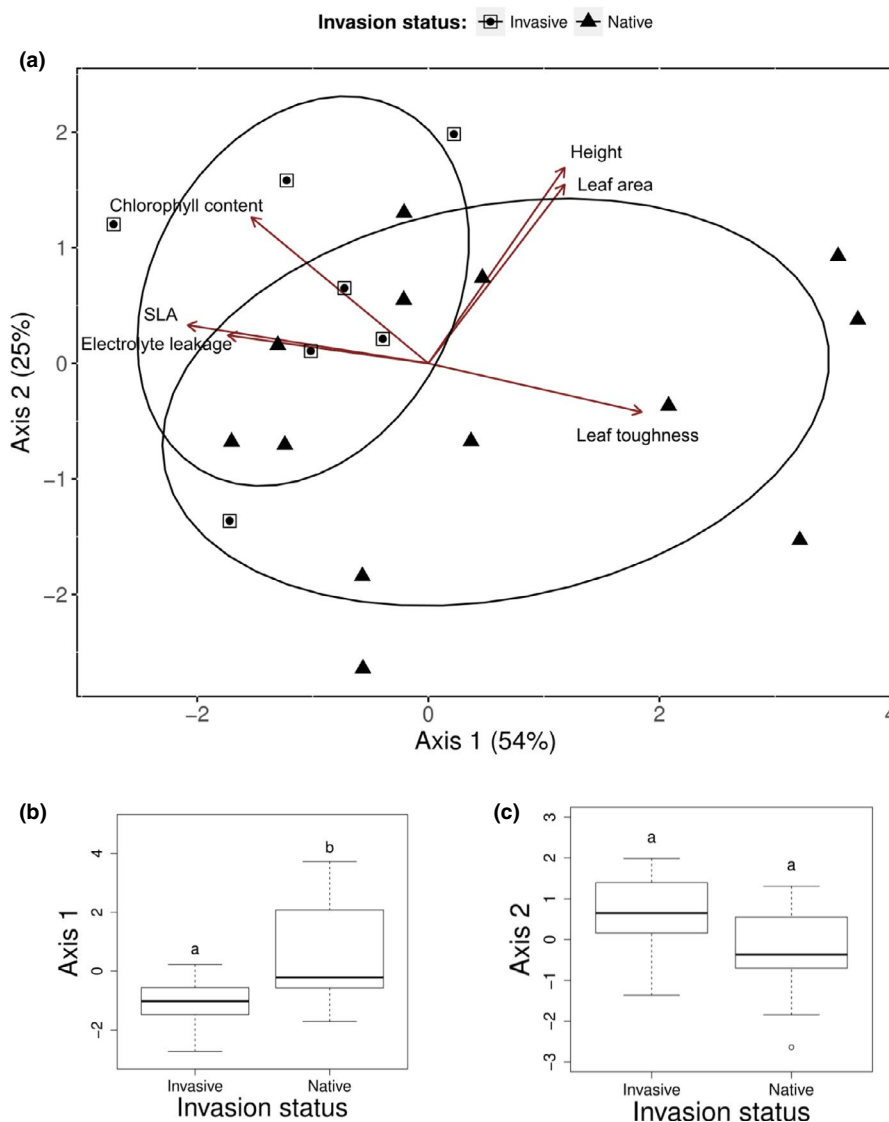 Invasion status: Invasive Native
(a)
2
1
0
−1
−2
Axis 2 (25%)
Height
Leaf area
Chlorophyll content
SLA
Electrolyte leakage
Leaf toughness
−2 0 2 4
Axis 1 (54%)
(b)
4
2
0
−2
Axis 1
a
b
Invasive Native
Invasion status
(c)
3
2
1
0
−1
−2
−3
Axis 2
a a
Invasive Native
Invasion status